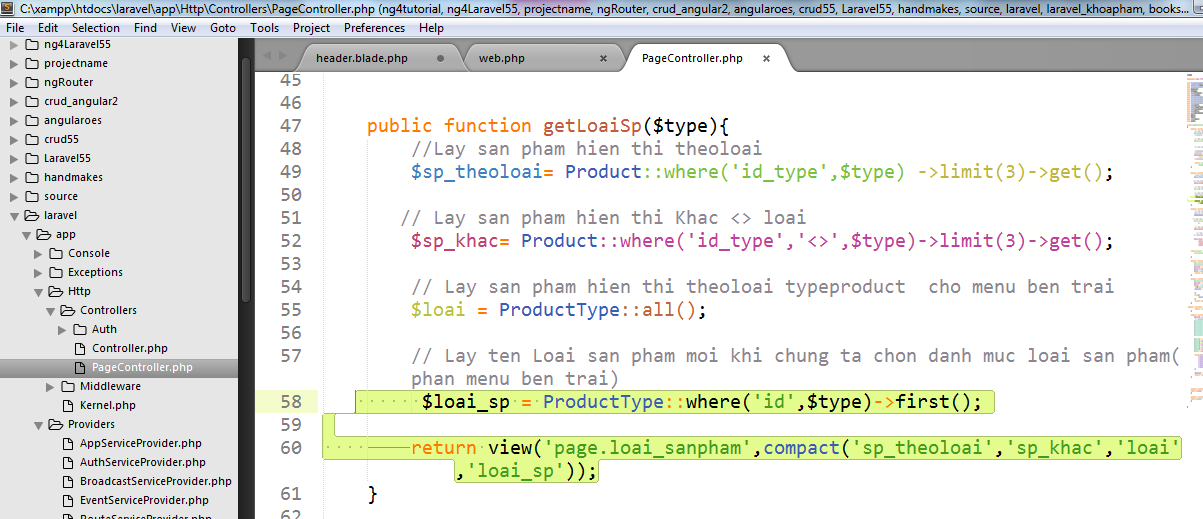 C:\xampp\htdocs\laravel\app\Http\Controllers\PageController.php (ng4tutorial, ng4Laravel55, projectname, ngRouter, crud_angular2, angularoes, crud55, Laravel55, handmakes, source, laravel, laravel_khoapham, books...
File Edit Selection Find View Goto Tools Project Preferences Help
ng4Laravel55
projectname
ngRouter
crud_angular2
angularoes
crud55
Laravel55
handmakes
source
laravel
app
Console
Exceptions
Http
Controllers
Auth
Controller.php
PageController.php
Middleware
Kernel.php
Providers
AppServiceProvider.php
AuthServiceProvider.php
BroadcastServiceProvider.php
EventServiceProvider.php
RouteServiceProvider.php
header.blade.php web.php PageController.php
45
46
47 public function getLoaiSp($type){
48 //Lay san pham hien thi theoloai
49 $sp_theoloai= Product::where('id_type',$type) ->limit(3)->get();
50
51 // Lay san pham hien thi Khac <> loai
52 $sp_khac= Product::where('id_type','<>',$type)->limit(3)->get();
53
54 // Lay san pham hien thi theoloai typeproduct cho menu ben trai
55 $loai = ProductType::all();
56
57 // Lay ten Loai san pham moi khi chung ta chon danh muc loai san pham(
phan menu ben trai)
58 $loai_sp = ProductType::where('id',$type)->first();
59
60 return view('page.loai_sanpham',compact('sp_theoloai','sp_khac','loai'
,'loai_sp'));
61 }
62